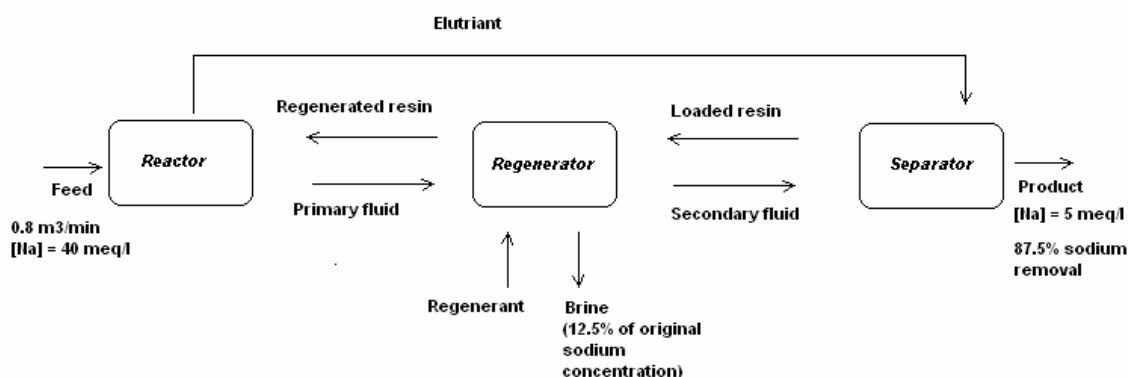 Elutriant
Regenerated resin
Loaded resin
Reactor
Regenerator
Separator
Feed
Primary fluid
Secondary fluid
Product
0.8 m3/min
[Na] = 40 meq/l
[Na] = 5 meq/l
87.5% sodium
removal
Regenerant
Brine
(12.5% of original
sodium
concentration)